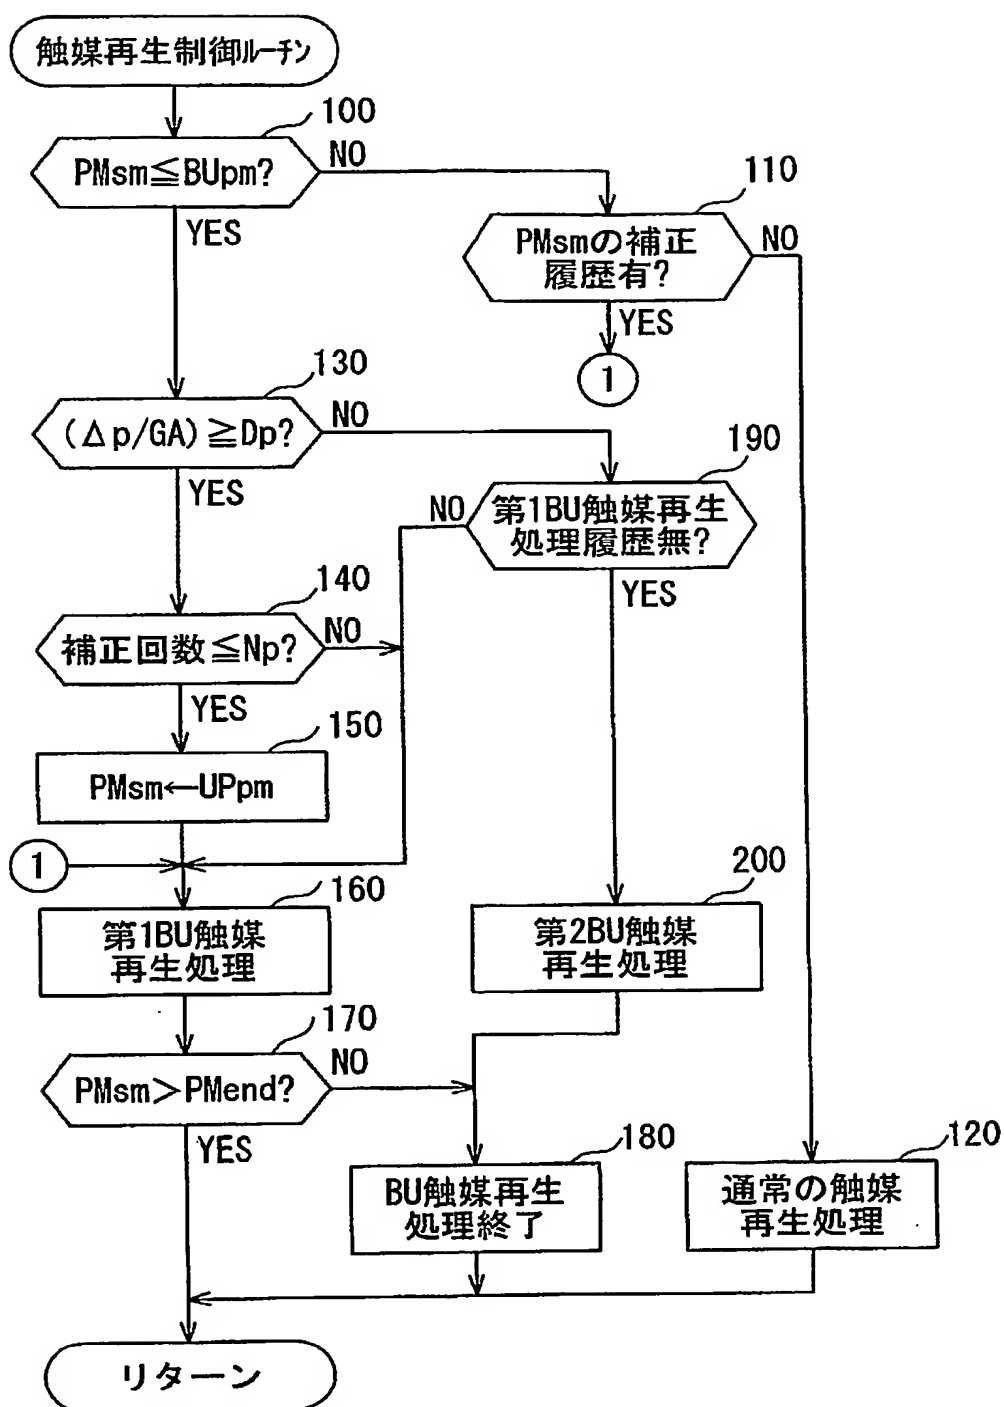 触媒再生制御ルーチン
100
PMsm≦BUpm?
NO
YES
110
PMsmの補正
履歴有?
NO
YES
1
130
(Δp/GA)≧Dp?
NO
YES
190
第1BU触媒再生
処理履歴無?
NO
YES
140
補正回数≦Np?
NO
YES
150
PMsm←UPpm
1
160
第1BU触媒
再生処理
200
第2BU触媒
再生処理
170
PMsm>PMend?
NO
YES
180
BU触媒再生
処理終了
120
通常の触媒
再生処理
リターン